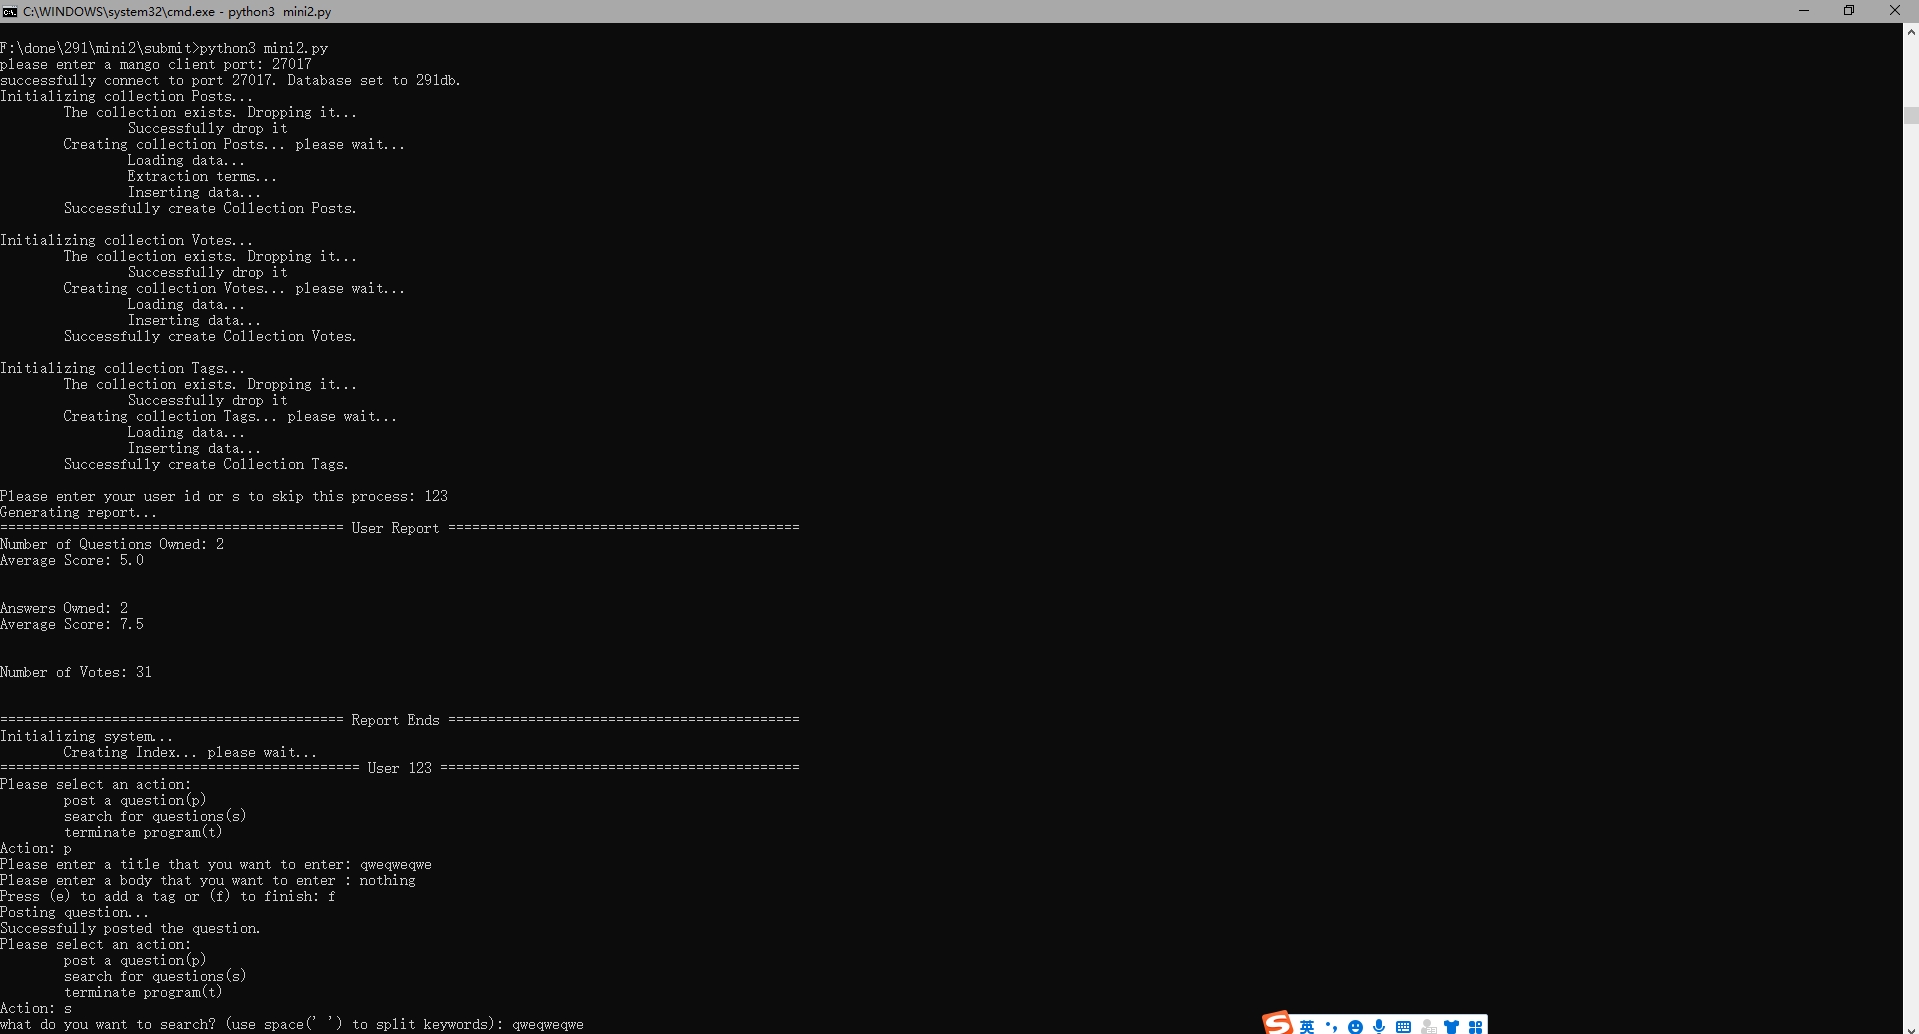 C:\WINDOWS\system32\cmd.exe - python3  mini2.py
F:\done\291\mini2\submit>python3 mini2.py
please enter a mango client port: 27017
successfully connect to port 27017. Database set to 291db.
Initializing collection Posts...
The collection exists. Dropping it...
Successfully drop it
Creating collection Posts... please wait...
Loading data...
Extraction terms...
Inserting data...
Successfully create Collection Posts.
Initializing collection Votes...
The collection exists. Dropping it...
Successfully drop it
Creating collection Votes... please wait...
Loading data...
Inserting data...
Successfully create Collection Votes.
Initializing collection Tags...
The collection exists. Dropping it...
Successfully drop it
Creating collection Tags... please wait...
Loading data...
Inserting data...
Successfully create Collection Tags.
Please enter your user id or s to skip this process: 123
Generating report...
=========================================== User Report ============================================
Number of Questions Owned: 2
Average Score: 5.0
Answers Owned: 2
Average Score: 7.5
Number of Votes: 31
=========================================== Report Ends ============================================
Initializing system...
Creating Index... please wait...
============================================= User 123 =============================================
Please select an action:
post a question(p)
search for questions(s)
terminate program(t)
Action: p
Please enter a title that you want to enter: qweqweqwe
Please enter a body that you want to enter : nothing
Press (e) to add a tag or (f) to finish: f
Posting question...
Successfully posted the question.
Please select an action:
post a question(p)
search for questions(s)
terminate program(t)
Action: s
what do you want to search? (use space(' ') to split keywords): qweqweqwe
S 英